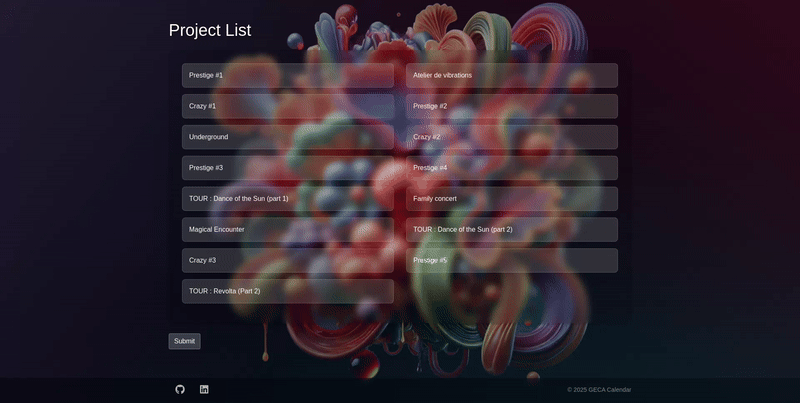 Project List
Prestige #1
Atelier de vibrations
Crazy #1
Prestige #2
Underground
Crazy #2
Prestige #3
Prestige #4
TOUR : Dance of the Sun (part 1)
Family concert
Magical Encounter
TOUR : Dance of the Sun (part 2)
Crazy #3
Prestige #5
TOUR : Revolta (Part 2)
Submit
© 2025 GECA Calendar